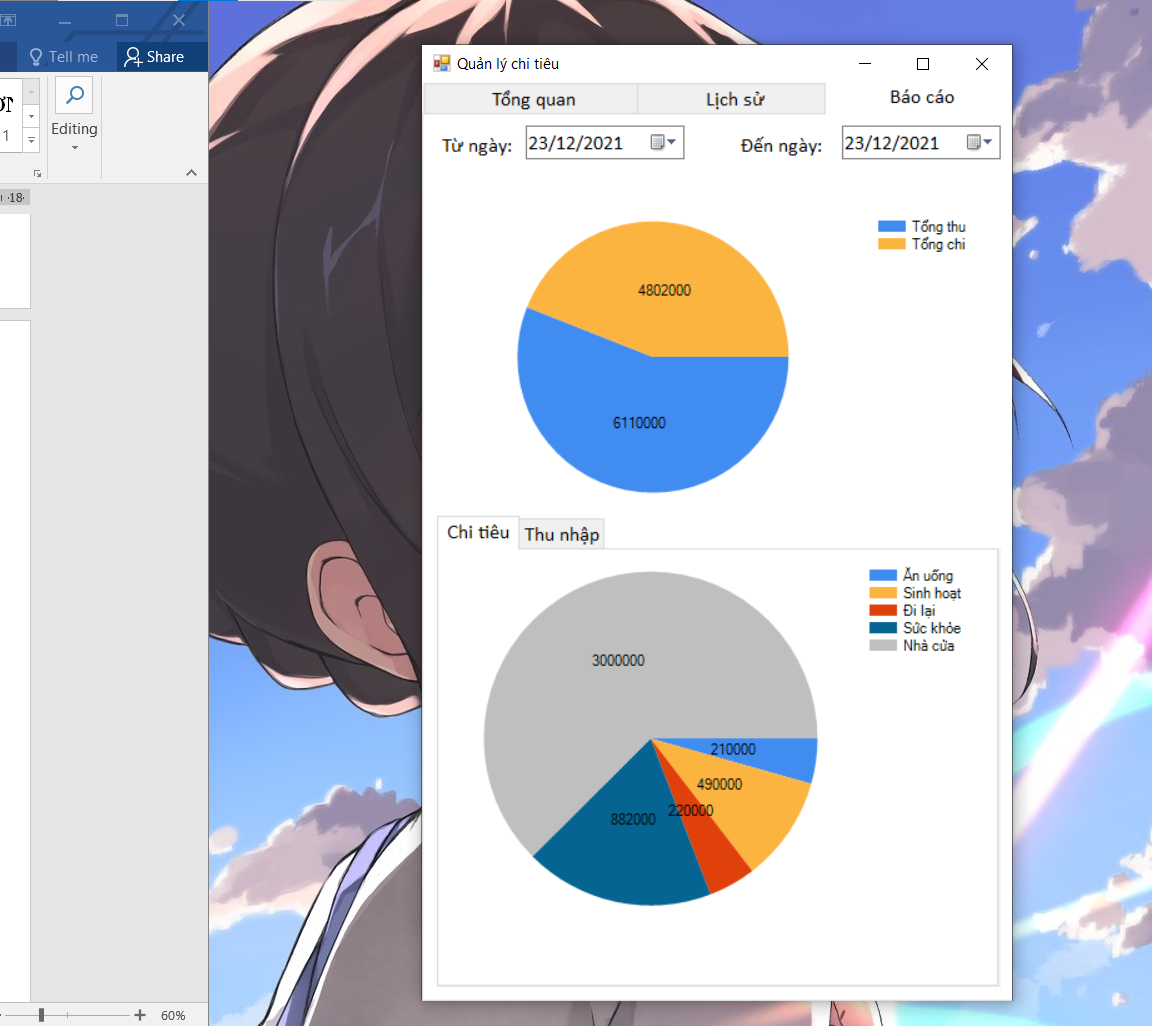 Tell me
Share
Editing
1
18
60%
Quản lý chi tiêu
Tổng quan
Lịch sử
Báo cáo
Từ ngày:
23/12/2021
Đến ngày:
23/12/2021
Tổng thu
Tổng chi
4802000
6110000
Chi tiêu
Thu nhập
Ăn uống
Sinh hoạt
Đi lại
Sức khỏe
Nhà cửa
3000000
210000
490000
220000
882000